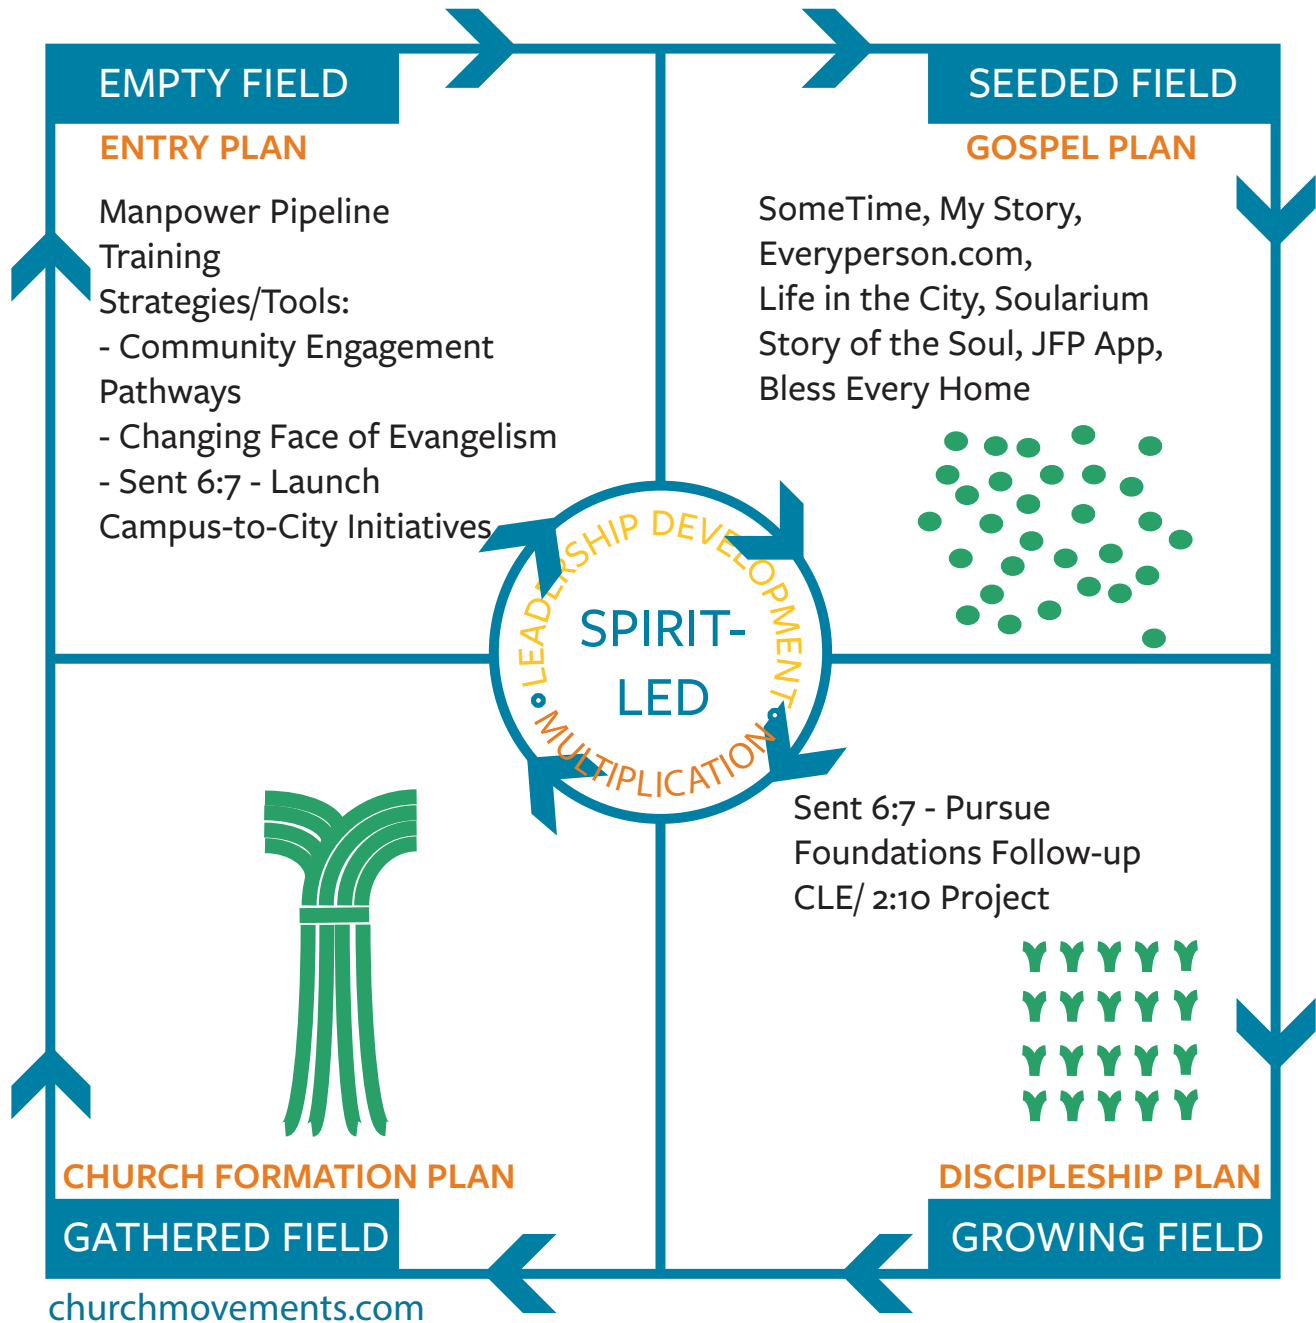 EMPTY FIELD
ENTRY PLAN
Manpower Pipeline
Training
Strategies/Tools:
- Community Engagement
Pathways
- Changing Face of Evangelism
- Sent 6:7 - Launch
Campus-to-City Initiatives
SEEDED FIELD
GOSPEL PLAN
SomeTime, My Story,
Everyperson.com,
Life in the City, Soularium
Story of the Soul, JFP App,
Bless Every Home
LEADERSHIP DEVELOPMENT
SPIRIT-
LED
MULTIPLICATION
Sent 6:7 - Pursue
Foundations Follow-up
CLE/ 2:10 Project
DISCIPLESHIP PLAN
GROWING FIELD
CHURCH FORMATION PLAN
GATHERED FIELD
churchmovements.com